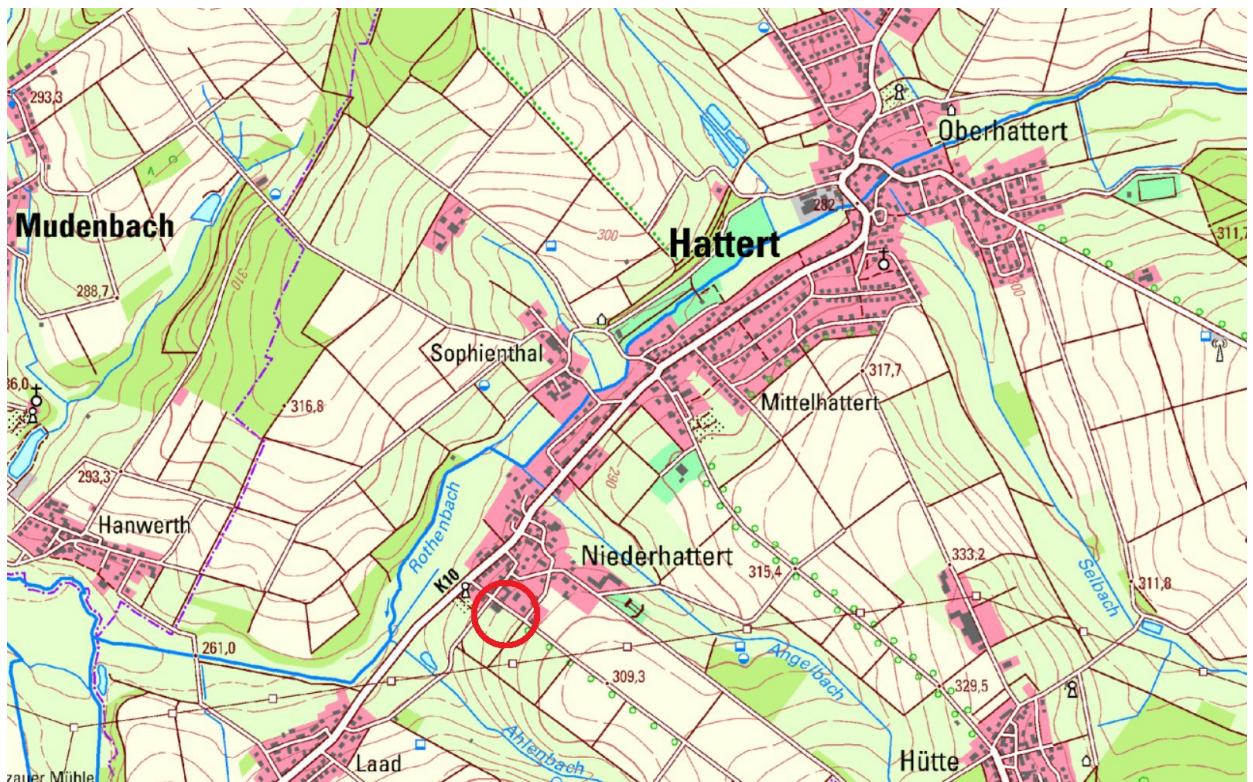 293,3
Oberhattert
Mudenbach
282,1
300
Hattert
311,7
310
288,7
300
Sophienthal
317,7
36,0
316,8
Mittelhattert
293,3
290
Hanwerth
Rothenbach
Niederhattert
333,2
K10
315,4
Selbach
311,8
261,0
309,3
Angelbach
329,5
Ahlenbach
Laad
Hütte
zauer Mühle